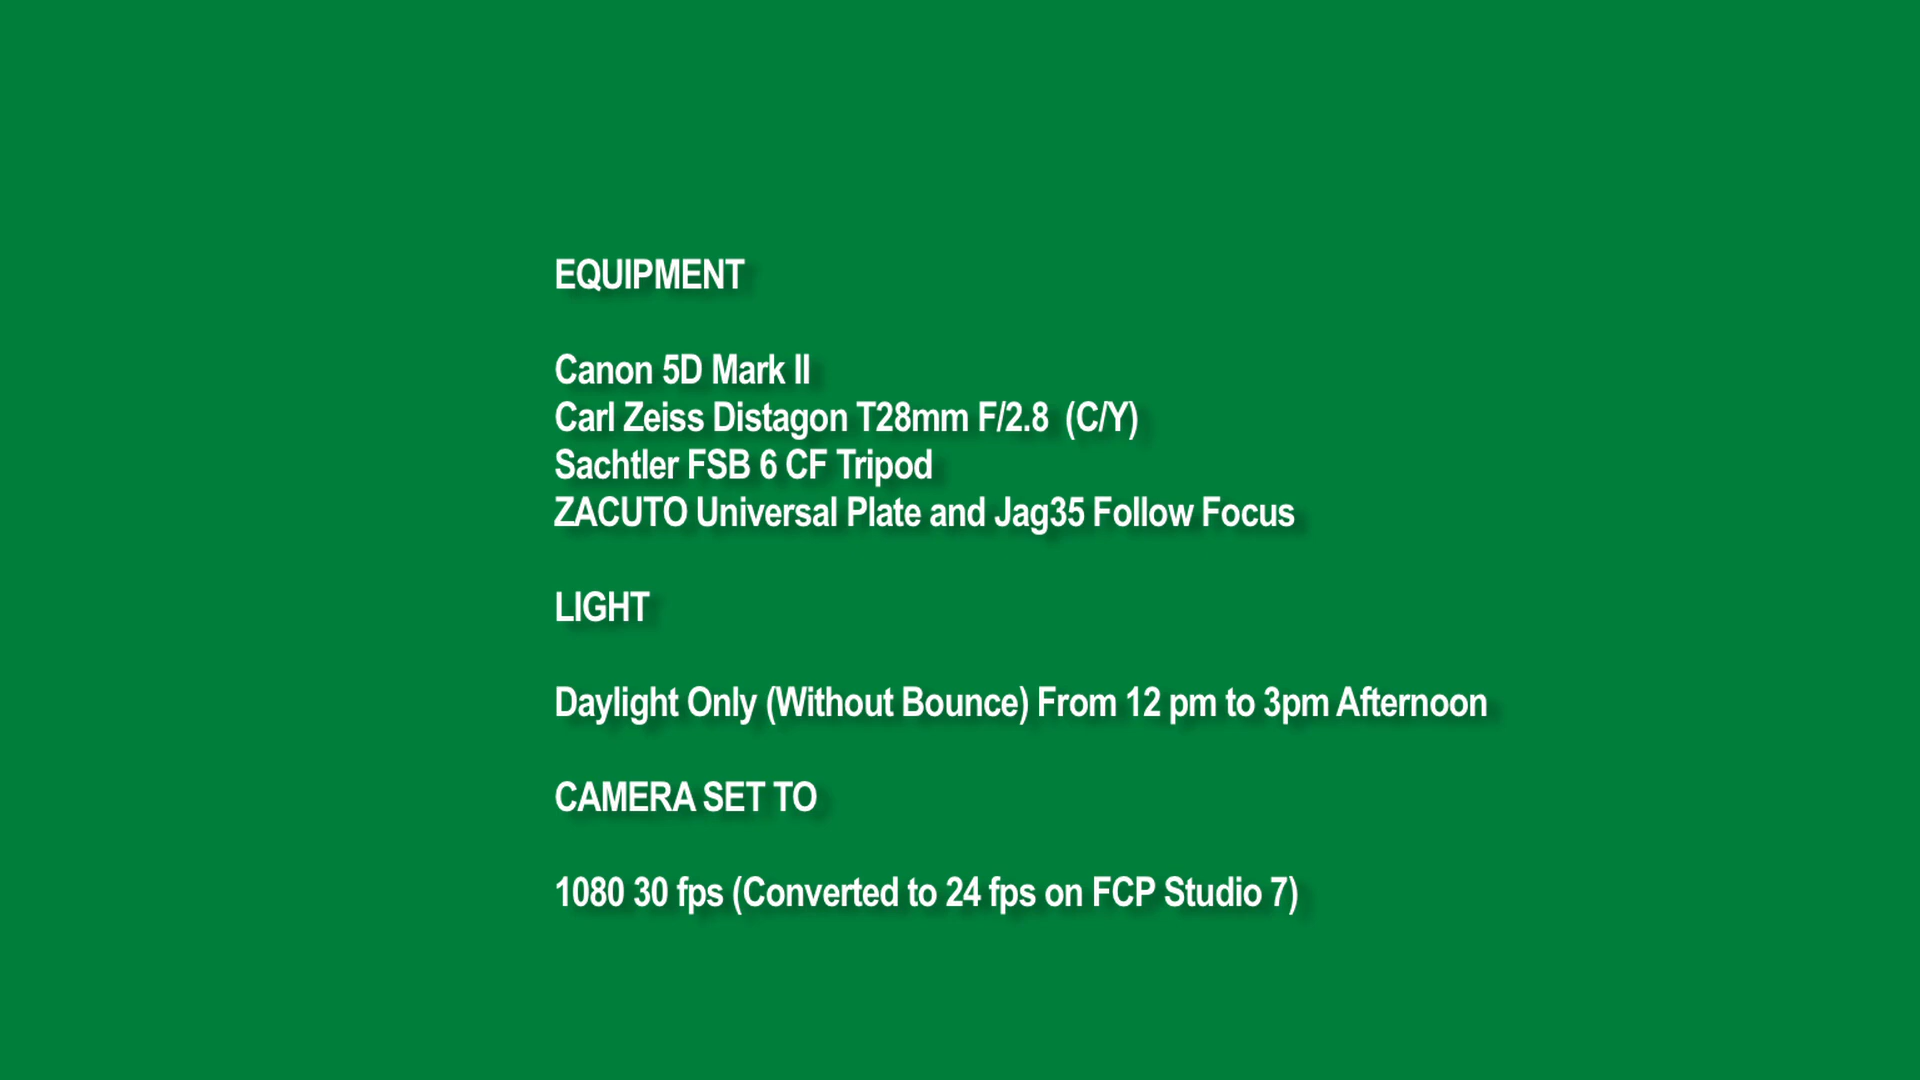 EQUIPMENT
Canon 5D Mark II
Carl Zeiss Distagon T28mm F/2.8 (C/Y)
Sachtler FSB 6 CF Tripod
ZACUTO Universal Plate and Jag35 Follow Focus
LIGHT
Daylight Only (Without Bounce) From 12 pm to 3pm Afternoon
CAMERA SET TO
1080 30 fps (Converted to 24 fps on FCP Studio 7)